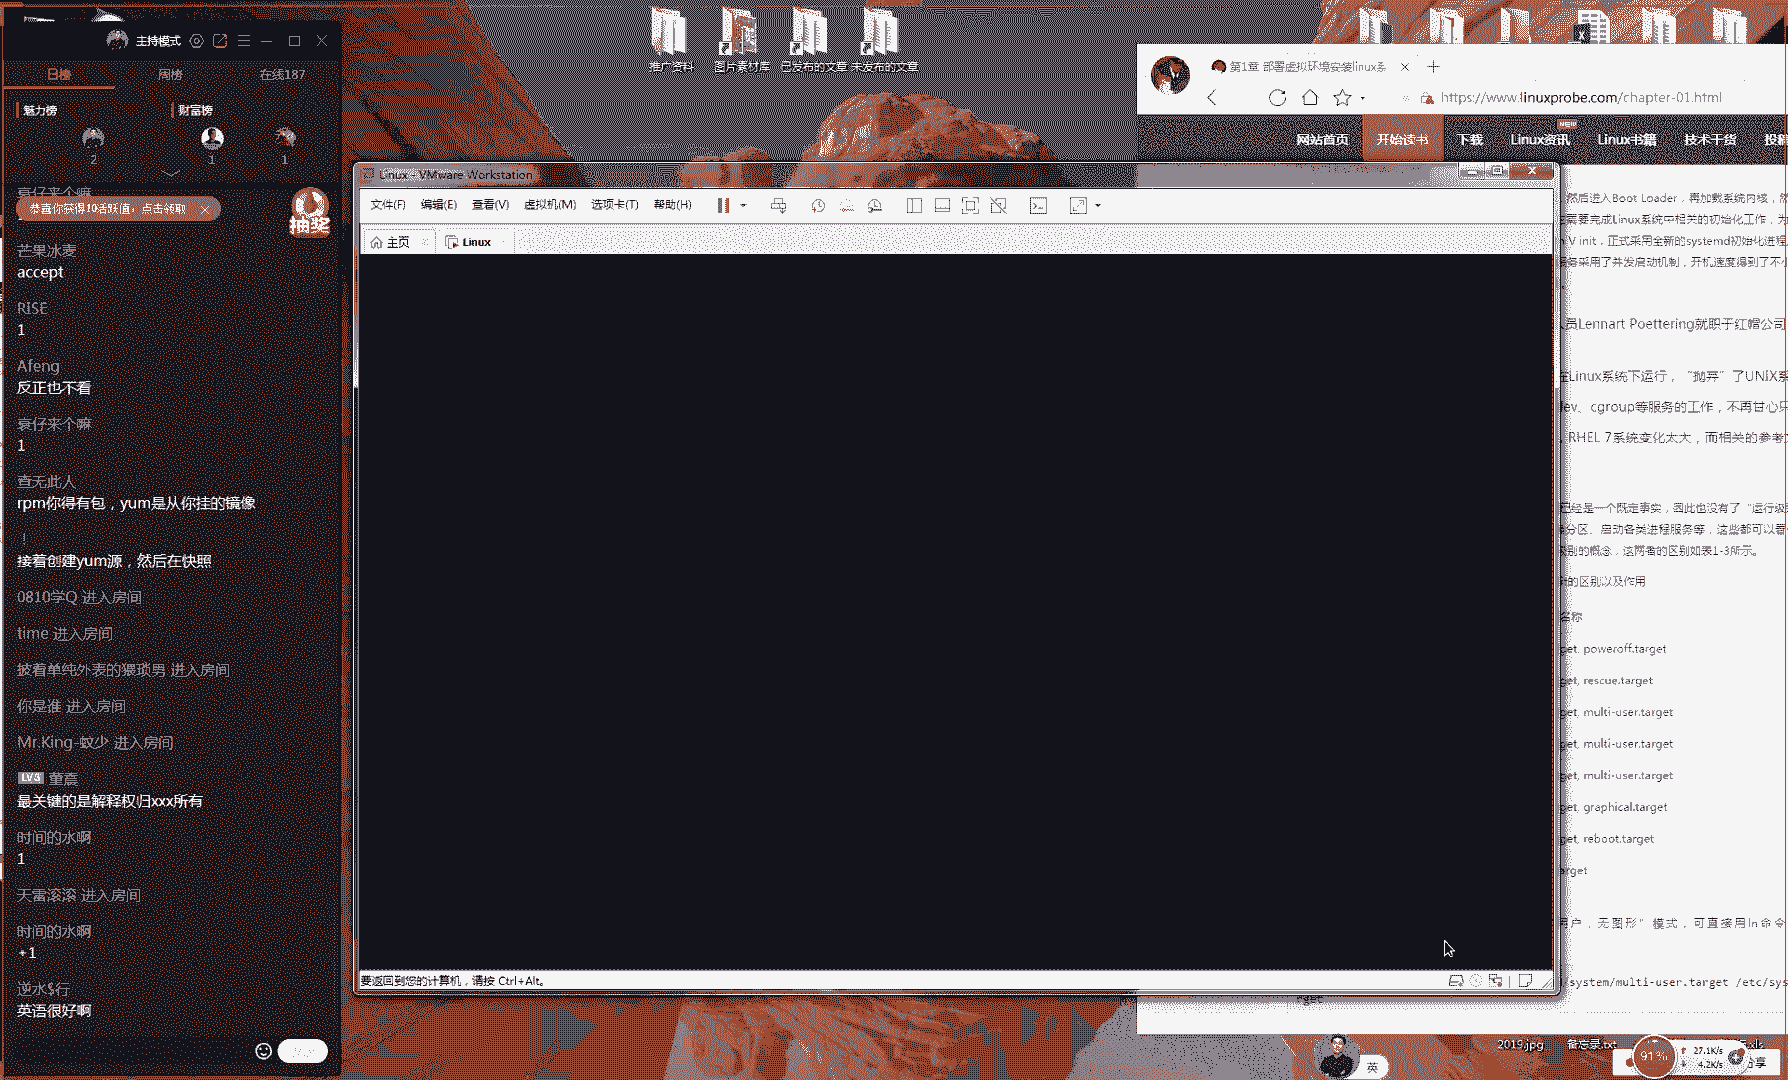 主持模式
日榜 周榜 在线187
魅力榜 财富榜
2 1 1
衰仔来个嘛
恭喜你获得10活跃值，点击领取
抽奖
芒果冰麦
accept
RISE
1
Afeng
反正也不看
衰仔来个嘛
1
查无此人
rpm你得有包，yum是从你挂的镜像
！
接着创建yum源，然后在快照
0810学Q 进入房间
time 进入房间
披着单纯外表的猥琐男 进入房间
你是谁 进入房间
Mr.King-蚊少 进入房间
LV3
最关键的是解释权归xxx所有
时间的水啊
1
天雷滚滚 进入房间
时间的水啊
+1
逆水$行
英语很好啊
推广资料 图片素材库 已发布的文章 未发布的文章
第1章 部署虚拟环境安装linux系
https://www.linuxprobe.com/chapter-01.html
网站首页 开始读书 下载 Linux资讯 NEW Linux书籍 技术干货 投稿
Linux - VMware Workstation
文件(F) 编辑(E) 查看(V) 虚拟机(M) 选项卡(T) 帮助(H)
主页 Linux
要返回到您的计算机，请按 Ctrl+Alt。
，然后进入Boot Loader，再加载系统内核，然
需要完成Linux系统中相关的初始化工作，为
V init，正式采用全新的systemd初始化进程
务采用了并发启动机制，开机速度得到了不小
员Lennart Poettering就职于红帽公司
在Linux系统下运行，“抛弃”了UNIX系
dev、cgroup等服务的工作，不再甘心只
RHEL 7系统变化太大，而相关的参考文
已经是一个既定事实，因此也没有了“运行级
分区、启动各类进程服务等，这些都可以看
级别的概念，这两者的区别如表1-3所示。
的区别以及作用
名称
get, poweroff.target
get, rescue.target
get, multi-user.target
get, multi-user.target
get, multi-user.target
get, graphical.target
get, reboot.target
arget
用户，无图形”模式，可直接用ln命令
/system/multi-user.target /etc/sys
rget
2019.jpg 备忘录.txt .xls
英
91%
27.1K/s
4.2K/s
享